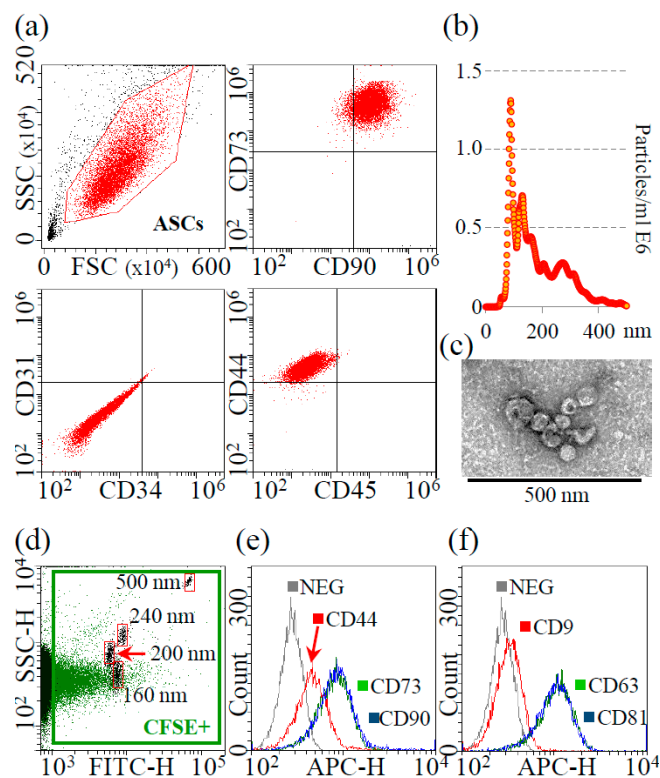 (a)
520
SSC (x10⁴)
0
ASCs
0 FSC (x10⁴) 600
10⁶
CD73
10²
10² CD90 10⁶
10⁶
CD31
10²
10² CD34 10⁶
10⁶
CD44
10²
10² CD45 10⁶
(b)
1.5
1.0
0.5
Particles/ml E6
0 200 400 nm
(c)
500 nm
(d)
10⁴
SSC-H
10²
500 nm
240 nm
200 nm
160 nm
CFSE+
10³ FITC-H 10⁵
(e)
300
Count
0
NEG
CD44
CD73
CD90
10² APC-H 10⁴
(f)
300
Count
0
NEG
CD9
CD63
CD81
10² APC-H 10⁴